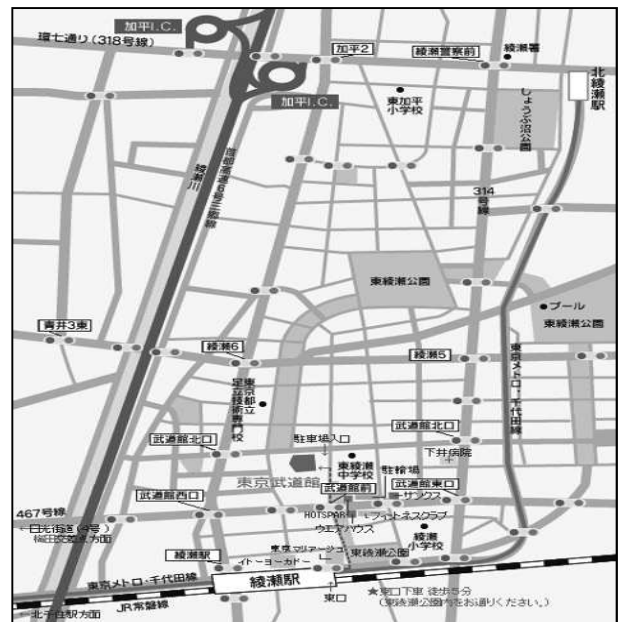 加平I.C.
環七通り(318号線)
加平2
綾瀬警察前
綾瀬署
北綾瀬駅
加平I.C.
東加平
小学校
しょうぶ沼公園
首都高速6号三郷線
綾瀬川
314
号線
東綾瀬公園
プール
東綾瀬公園
青井3東
綾瀬6
綾瀬5
東京メトロ・千代田線
東京都立
足立技術専門校
武道館北口
駐車場入口
武道館北口
下井病院
東京武道館
東綾瀬
中学校
駐輪場
武道館前
武道館東口
サンクス
武道館西口
467号線
HOTSPAR
フィットネスクラブ
ウエアハウス
←日光街道(4号)
梅田交差点方面
綾瀬
小学校
綾瀬駅
東京マリアージュ
イトーヨーカドー
東綾瀬公園
東京メトロ・千代田線
綾瀬駅
JR常磐線
←北千住駅方面
↑
東口
★東口下車 徒歩5分
(東綾瀬公園内をお通りください。)